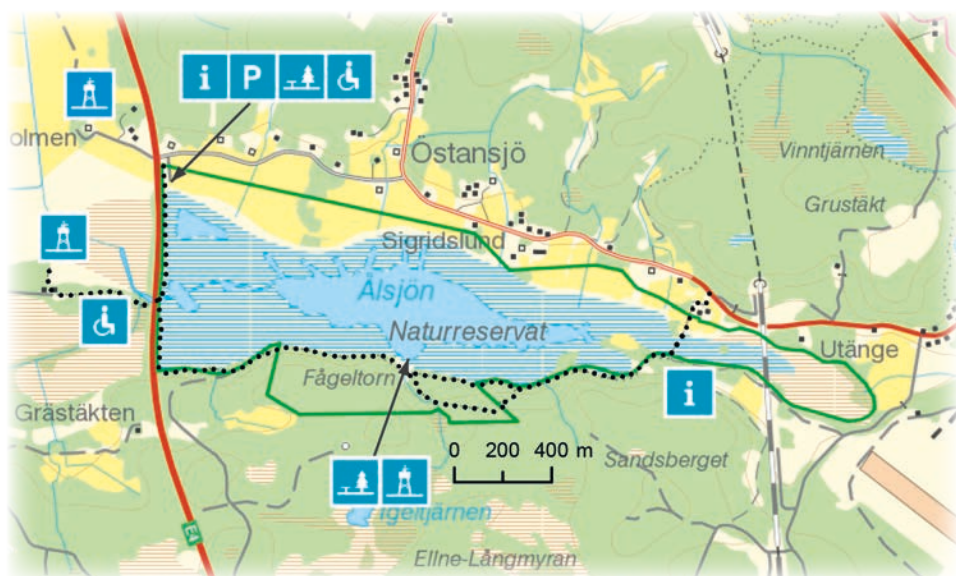 i P
olmen
Östansjö
Vinntjärnen
Grustäkt
Sigridslund
Älsjön
Naturreservat
Utänge
Fågeltorn
i
Grästäkten
0 200 400 m
Sandsberget
Igeltjärnen
Ellne-Långmyran